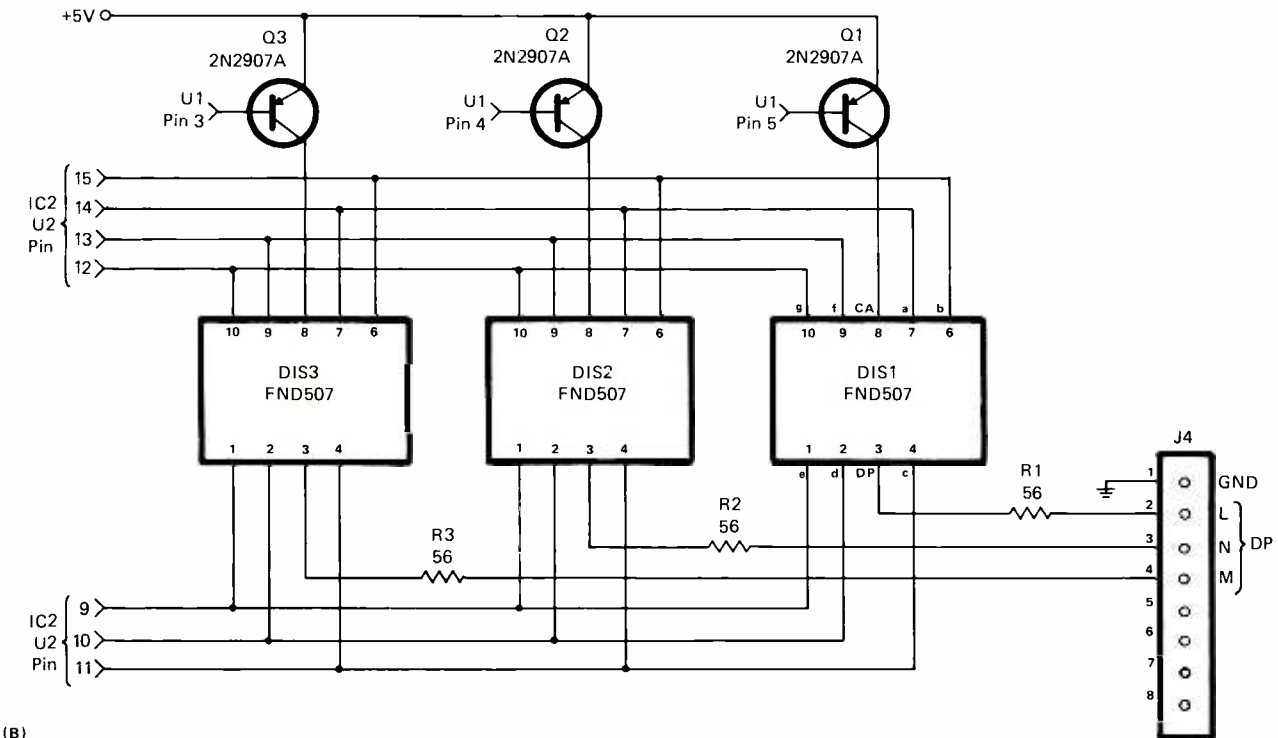 +5V
Q3
2N2907A
Q2
2N2907A
Q1
2N2907A
U1
Pin 3
U1
Pin 4
U1
Pin 5
IC2
U2
Pin
15
14
13
12
g f CA a b
10 9 8 7 6
10 9 8 7 6
10 9 8 7 6
DIS3
FND507
DIS2
FND507
DIS1
FND507
1 2 3 4
1 2 3 4
1 2 3 4
e d DP c
R1
56
R2
56
R3
56
J4
1 GND
2 L
3 N
4 M
DP
5
6
7
8
IC2
U2
Pin
9
10
11
(B)